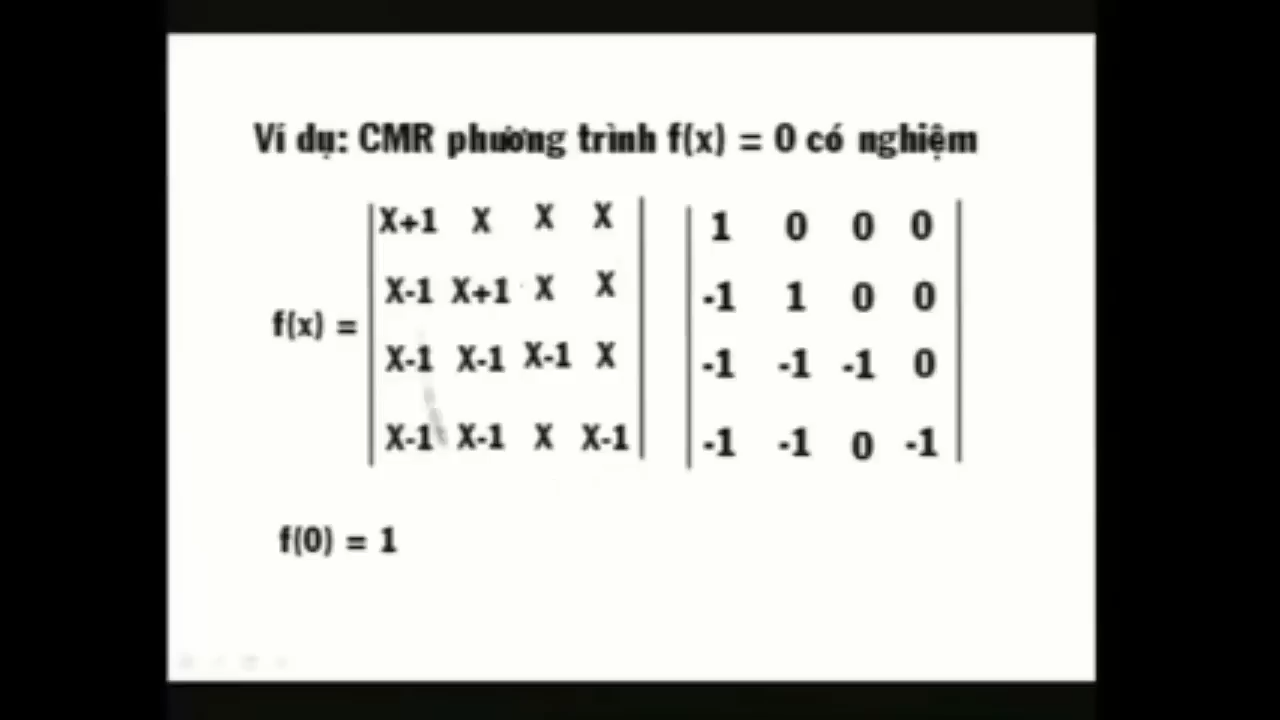 Ví dụ: CMR phương trình f(x) = 0 có nghiệm
X+1 X X X 1 0 0 0
X-1 X+1 X X -1 1 0 0
f(x) =
X-1 X-1 X-1 X -1 -1 -1 0
X-1 X-1 X X-1 -1 -1 0 -1
f(0) = 1